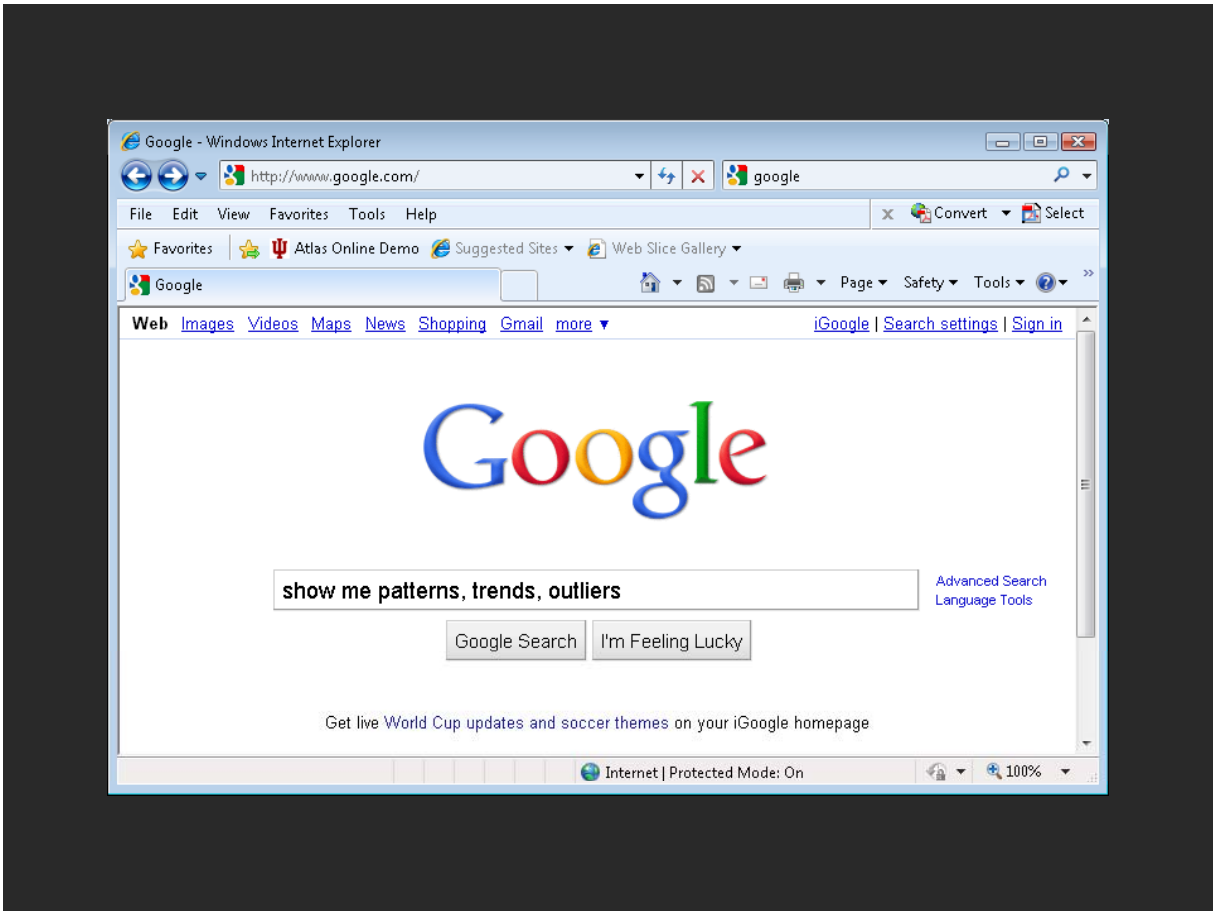 Google - Windows Internet Explorer
http://www.google.com/ google
File Edit View Favorites Tools Help x Convert Select
Favorites Atlas Online Demo Suggested Sites Web Slice Gallery
Google Page Safety Tools »
Web Images Videos Maps News Shopping Gmail more ▼ iGoogle | Search settings | Sign in
Google
show me patterns, trends, outliers Advanced Search
Language Tools
Google Search I'm Feeling Lucky
Get live World Cup updates and soccer themes on your iGoogle homepage
Internet | Protected Mode: On 100%